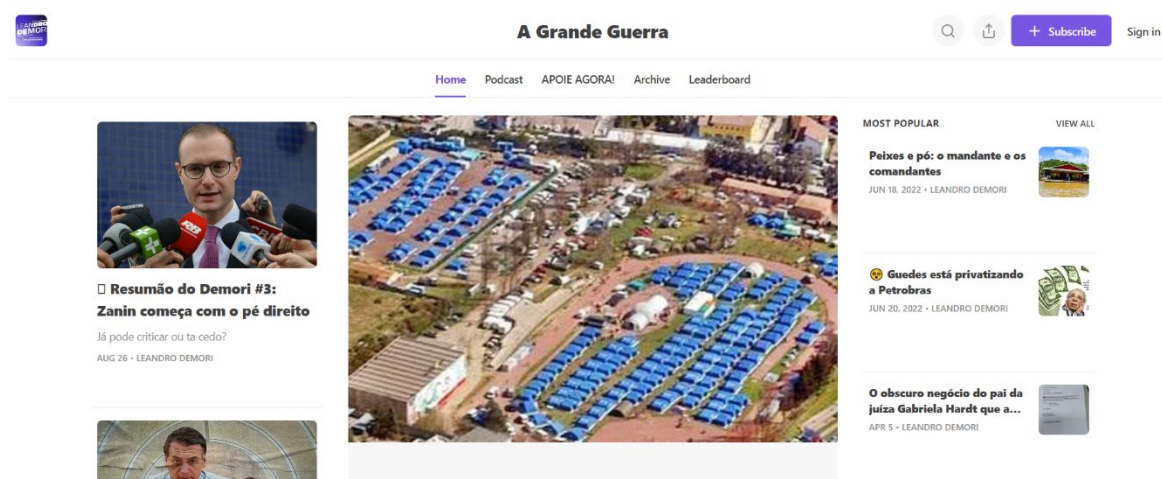 LEANDRO
DEMORI
A Grande Guerra
+ Subscribe
Sign in
Home
Podcast
APOIE AGORA!
Archive
Leaderboard
Resumão do Demori #3:
Zanin começa com o pé direito
Já pode criticar ou ta cedo?
AUG 26 • LEANDRO DEMORI
MOST POPULAR
VIEW ALL
Peixes e pó: o mandante e os
comandantes
JUN 18, 2022 • LEANDRO DEMORI
😲 Guedes está privatizando
a Petrobras
JUN 20, 2022 • LEANDRO DEMORI
O obscuro negócio do pai da
juíza Gabriela Hardt que a...
APR 5 • LEANDRO DEMORI